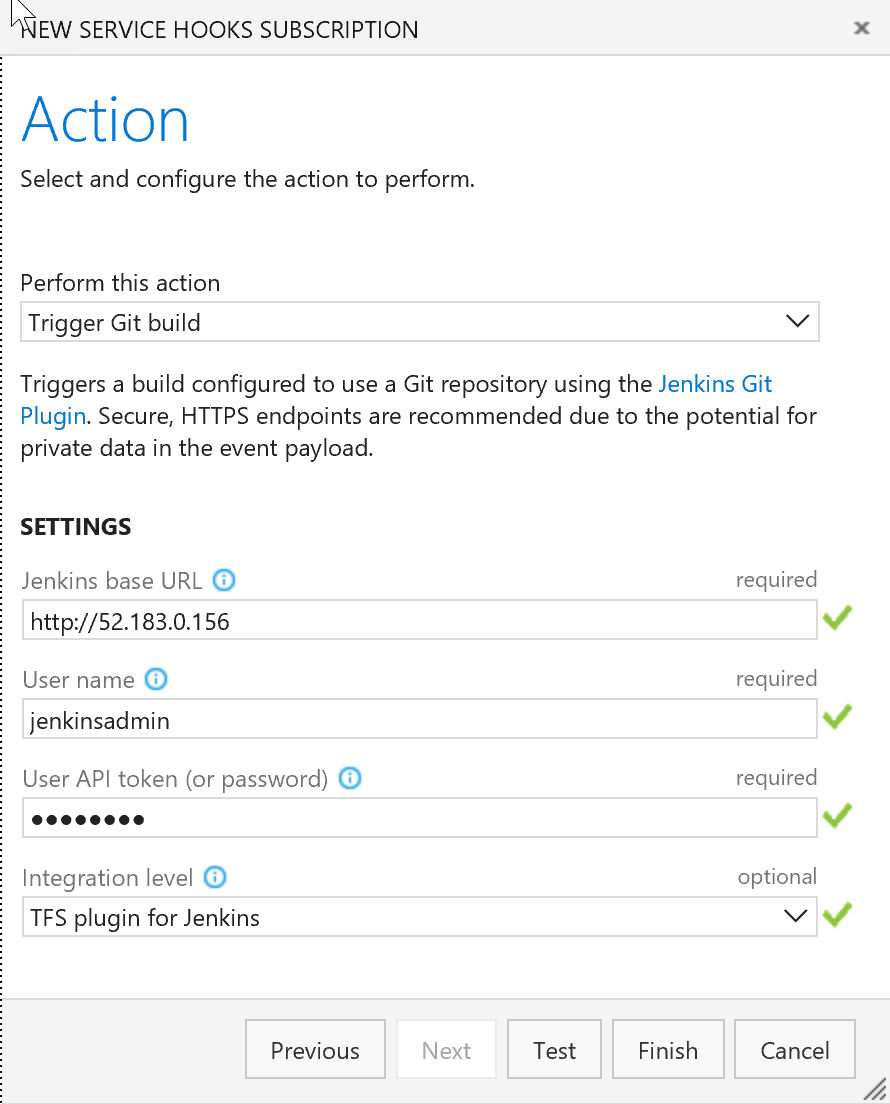 NEW SERVICE HOOKS SUBSCRIPTION
Action
Select and configure the action to perform.
Perform this action
Trigger Git build
Triggers a build configured to use a Git repository using the Jenkins Git
Plugin. Secure, HTTPS endpoints are recommended due to the potential for
private data in the event payload.
SETTINGS
Jenkins base URL required
http://52.183.0.156
User name required
jenkinsadmin
User API token (or password) required
●●●●●●●●
Integration level optional
TFS plugin for Jenkins
Previous Next Test Finish Cancel